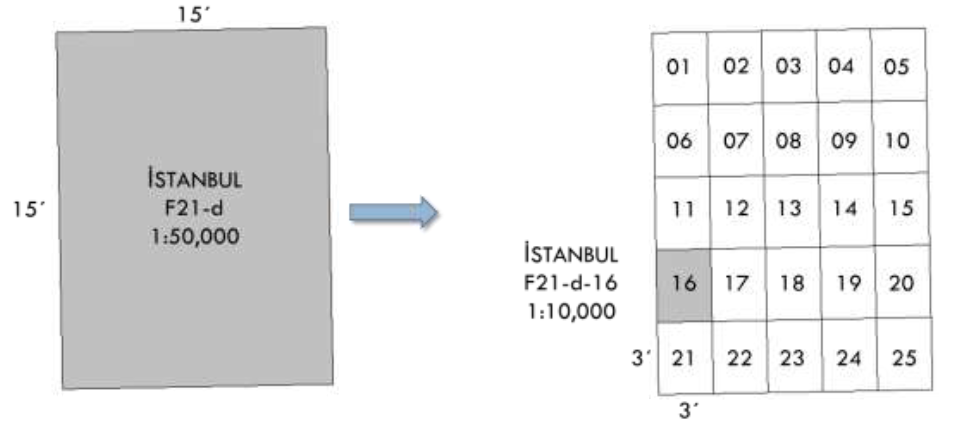 15´
15´
İSTANBUL
F21-d
1:50,000
İSTANBUL
F21-d-16
1:10,000
01 02 03 04 05
06 07 08 09 10
11 12 13 14 15
16 17 18 19 20
3´ 21 22 23 24 25
3´